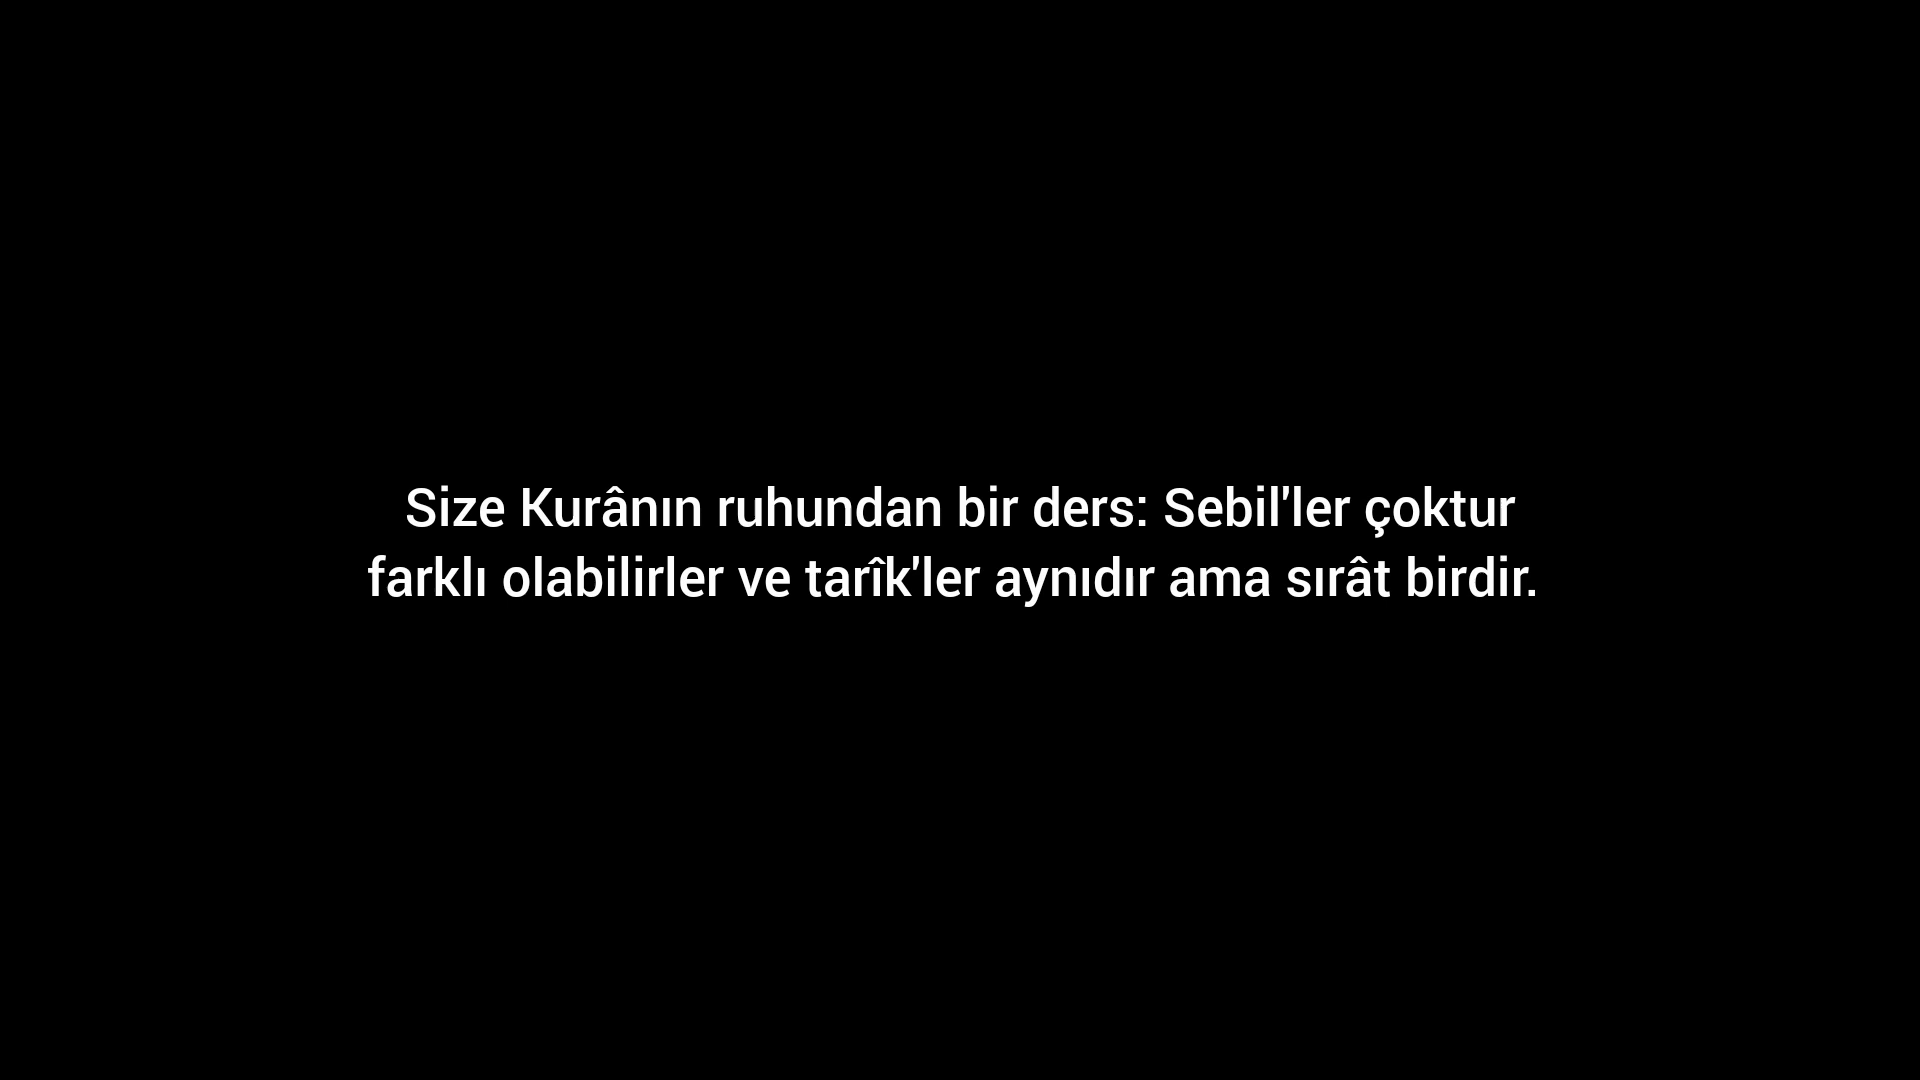 Size Kurânın ruhundan bir ders: Sebil'ler çoktur
farklı olabilirler ve tarîk'ler aynıdır ama sırât birdir.